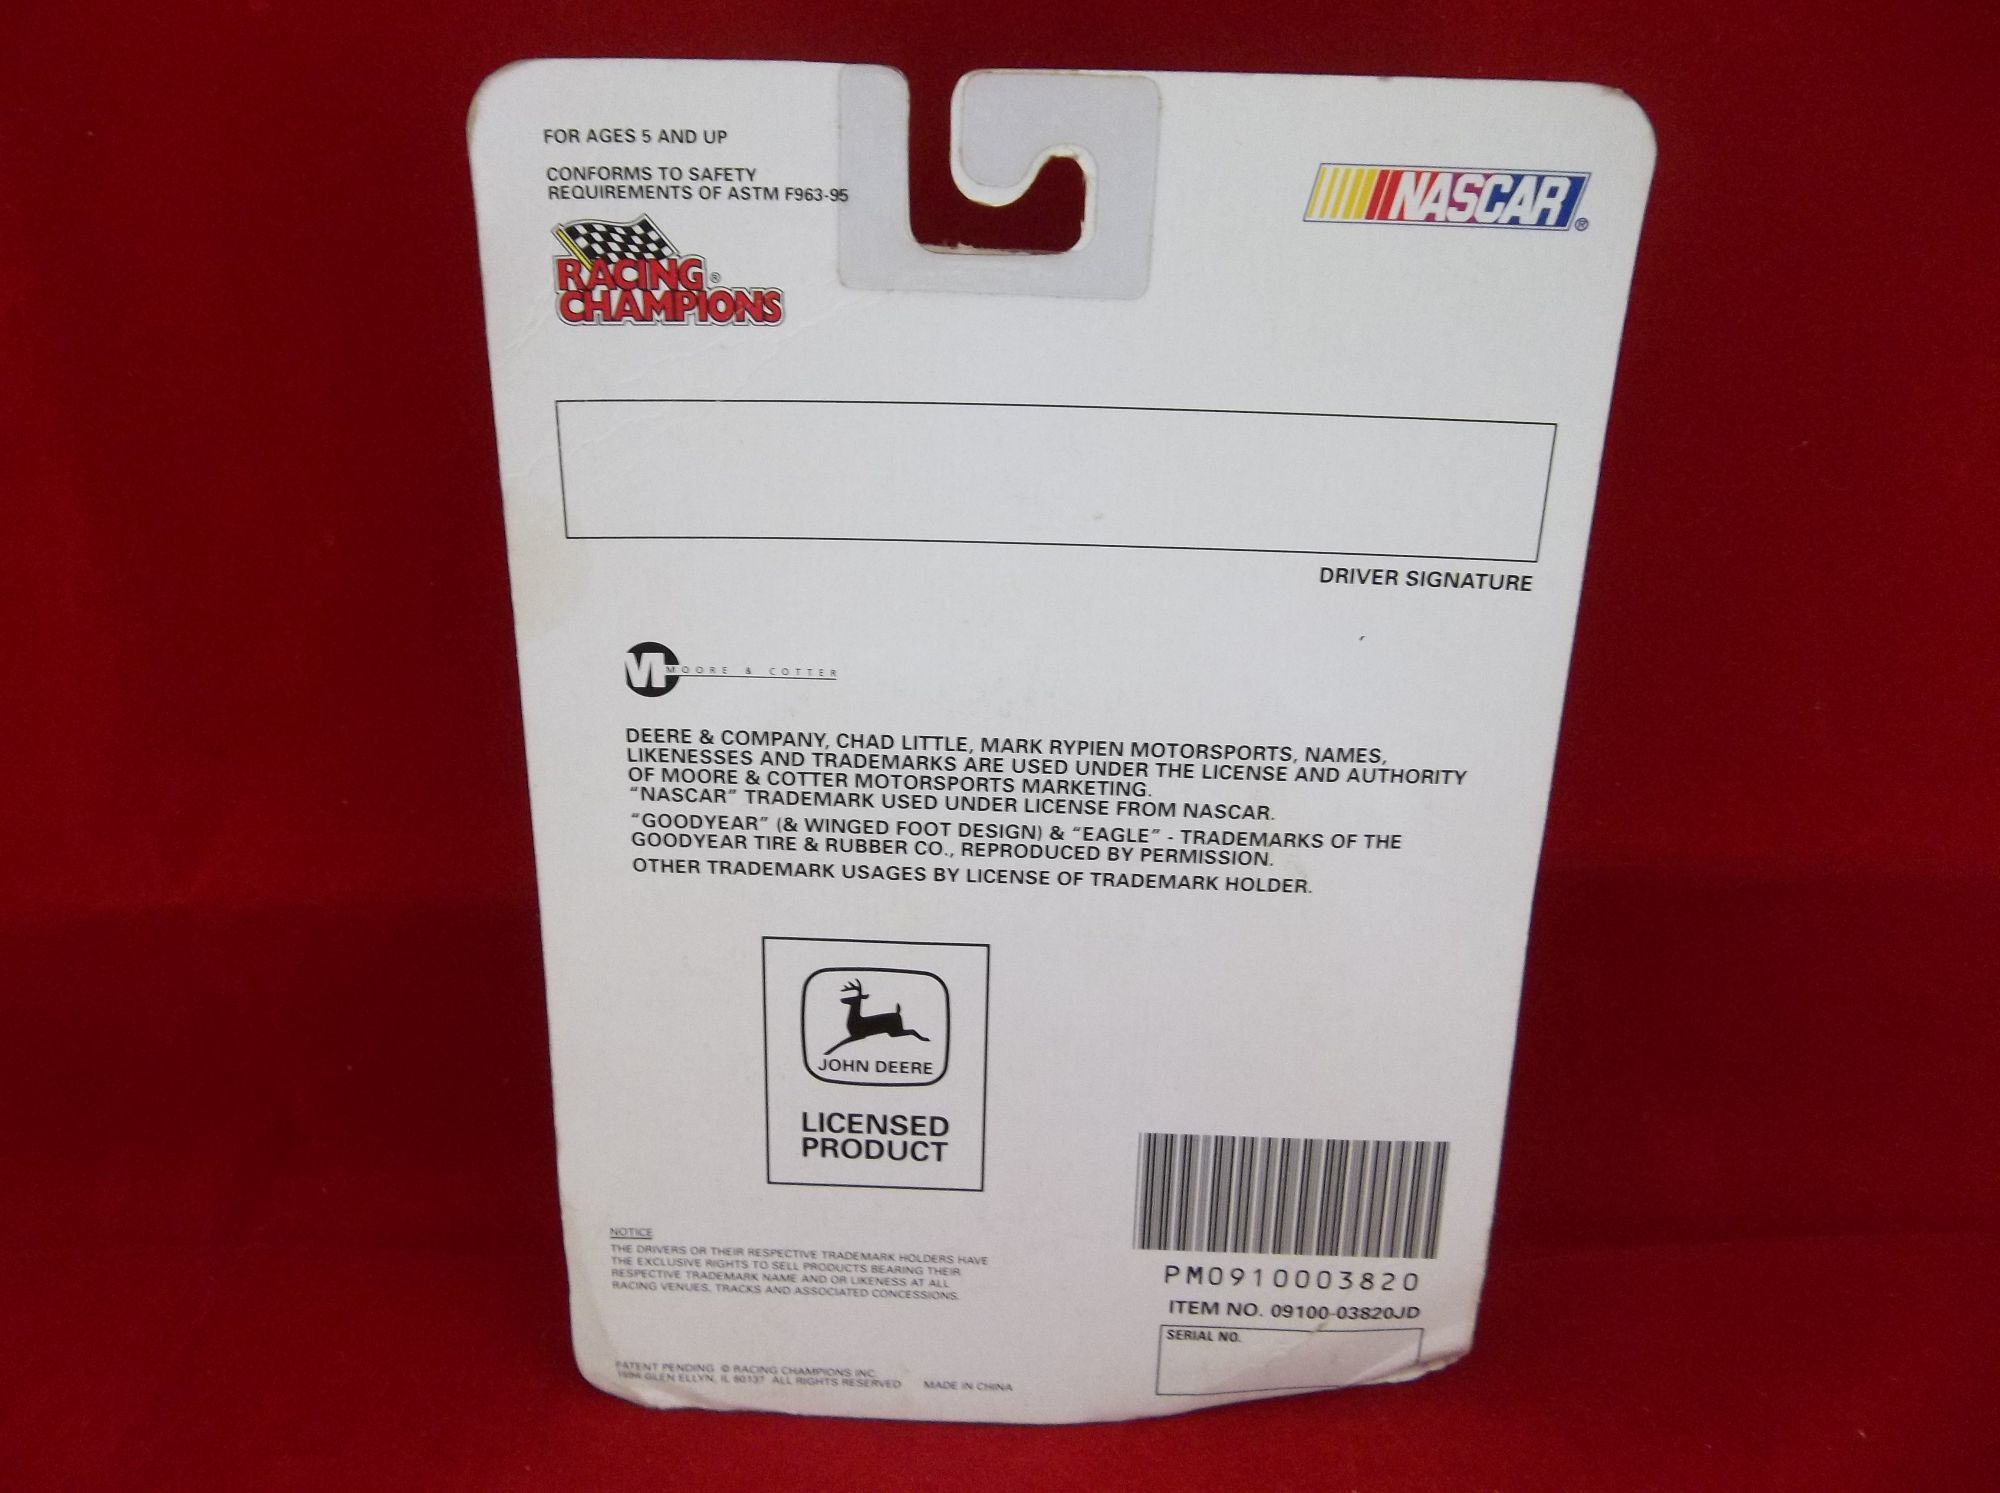 FOR AGES 5 AND UP
CONFORMS TO SAFETY
REQUIREMENTS OF ASTM F963-95
RACING®
CHAMPIONS
NASCAR®
DRIVER SIGNATURE
MOORE & COTTER
DEERE & COMPANY, CHAD LITTLE, MARK RYPIEN MOTORSPORTS, NAMES,
LIKENESSES AND TRADEMARKS ARE USED UNDER THE LICENSE AND AUTHORITY
OF MOORE & COTTER MOTORSPORTS MARKETING.
"NASCAR" TRADEMARK USED UNDER LICENSE FROM NASCAR.
"GOODYEAR" (& WINGED FOOT DESIGN) & "EAGLE" - TRADEMARKS OF THE
GOODYEAR TIRE & RUBBER CO., REPRODUCED BY PERMISSION.
OTHER TRADEMARK USAGES BY LICENSE OF TRADEMARK HOLDER.
JOHN DEERE
LICENSED
PRODUCT
NOTICE
THE DRIVERS OR THEIR RESPECTIVE TRADEMARK HOLDERS HAVE
THE EXCLUSIVE RIGHTS TO SELL PRODUCTS BEARING THEIR
RESPECTIVE TRADEMARK NAME AND OR LIKENESS AT ALL
RACING VENUES, TRACKS AND ASSOCIATED CONCESSIONS.
PM0910003820
ITEM NO. 09100-03820JD
SERIAL NO.
PATENT PENDING © RACING CHAMPIONS INC.
GLEN ELLYN, IL 60137 ALL RIGHTS RESERVED MADE IN CHINA